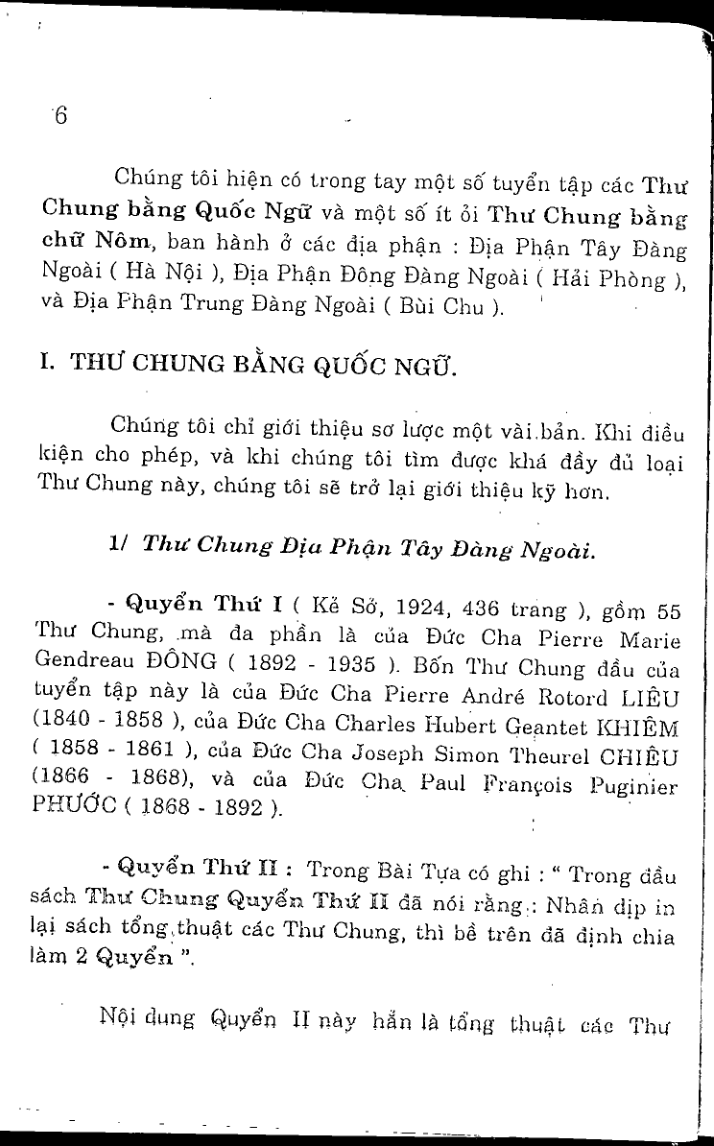 6
Chúng tôi hiện có trong tay một số tuyển tập các Thư
Chung bằng Quốc Ngữ và một số ít ỏi Thư Chung bằng
chữ Nôm, ban hành ở các địa phận : Địa Phận Tây Đàng
Ngoài ( Hà Nội ), Địa Phận Đông Đàng Ngoài ( Hải Phòng ),
và Địa Phận Trung Đàng Ngoài ( Bùi Chu ).
I. THƯ CHUNG BẰNG QUỐC NGỮ.
Chúng tôi chỉ giới thiệu sơ lược một vài bản. Khi điều
kiện cho phép, và khi chúng tôi tìm được khá đầy đủ loại
Thư Chung này, chúng tôi sẽ trở lại giới thiệu kỹ hơn.
1/ Thư Chung Địa Phận Tây Đàng Ngoài.
- Quyển Thứ I ( Kẻ Sở, 1924, 436 trang ), gồm 55
Thư Chung, mà đa phần là của Đức Cha Pierre Marie
Gendreau ĐÔNG ( 1892 - 1935 ). Bốn Thư Chung đầu của
tuyển tập này là của Đức Cha Pierre André Rotord LIÊU
(1840 - 1858 ), của Đức Cha Charles Hubert Geantet KHIÊM
( 1858 - 1861 ), của Đức Cha Joseph Simon Theurel CHIÊU
(1866 - 1868), và của Đức Cha Paul François Puginier
PHƯỚC ( 1868 - 1892 ).
- Quyển Thứ II : Trong Bài Tựa có ghi : “ Trong đầu
sách Thư Chung Quyển Thứ II đã nói rằng : Nhân dịp in
lại sách tổng thuật các Thư Chung, thì bề trên đã định chia
làm 2 Quyển ”.
Nội dung Quyển II này hẳn là tổng thuật các Thư